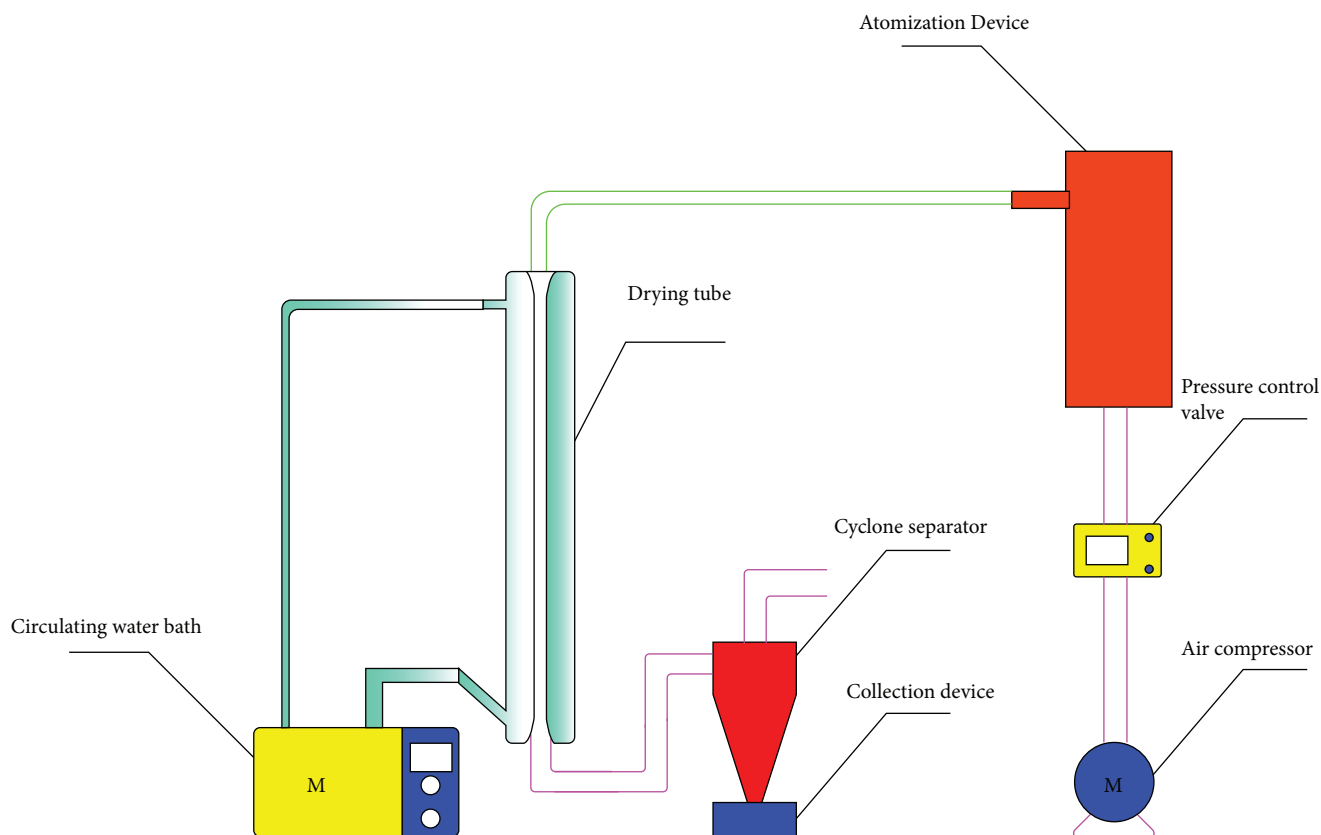 Atomization Device
Drying tube
Pressure control
valve
Cyclone separator
Circulating water bath
Air compressor
Collection device
M
M